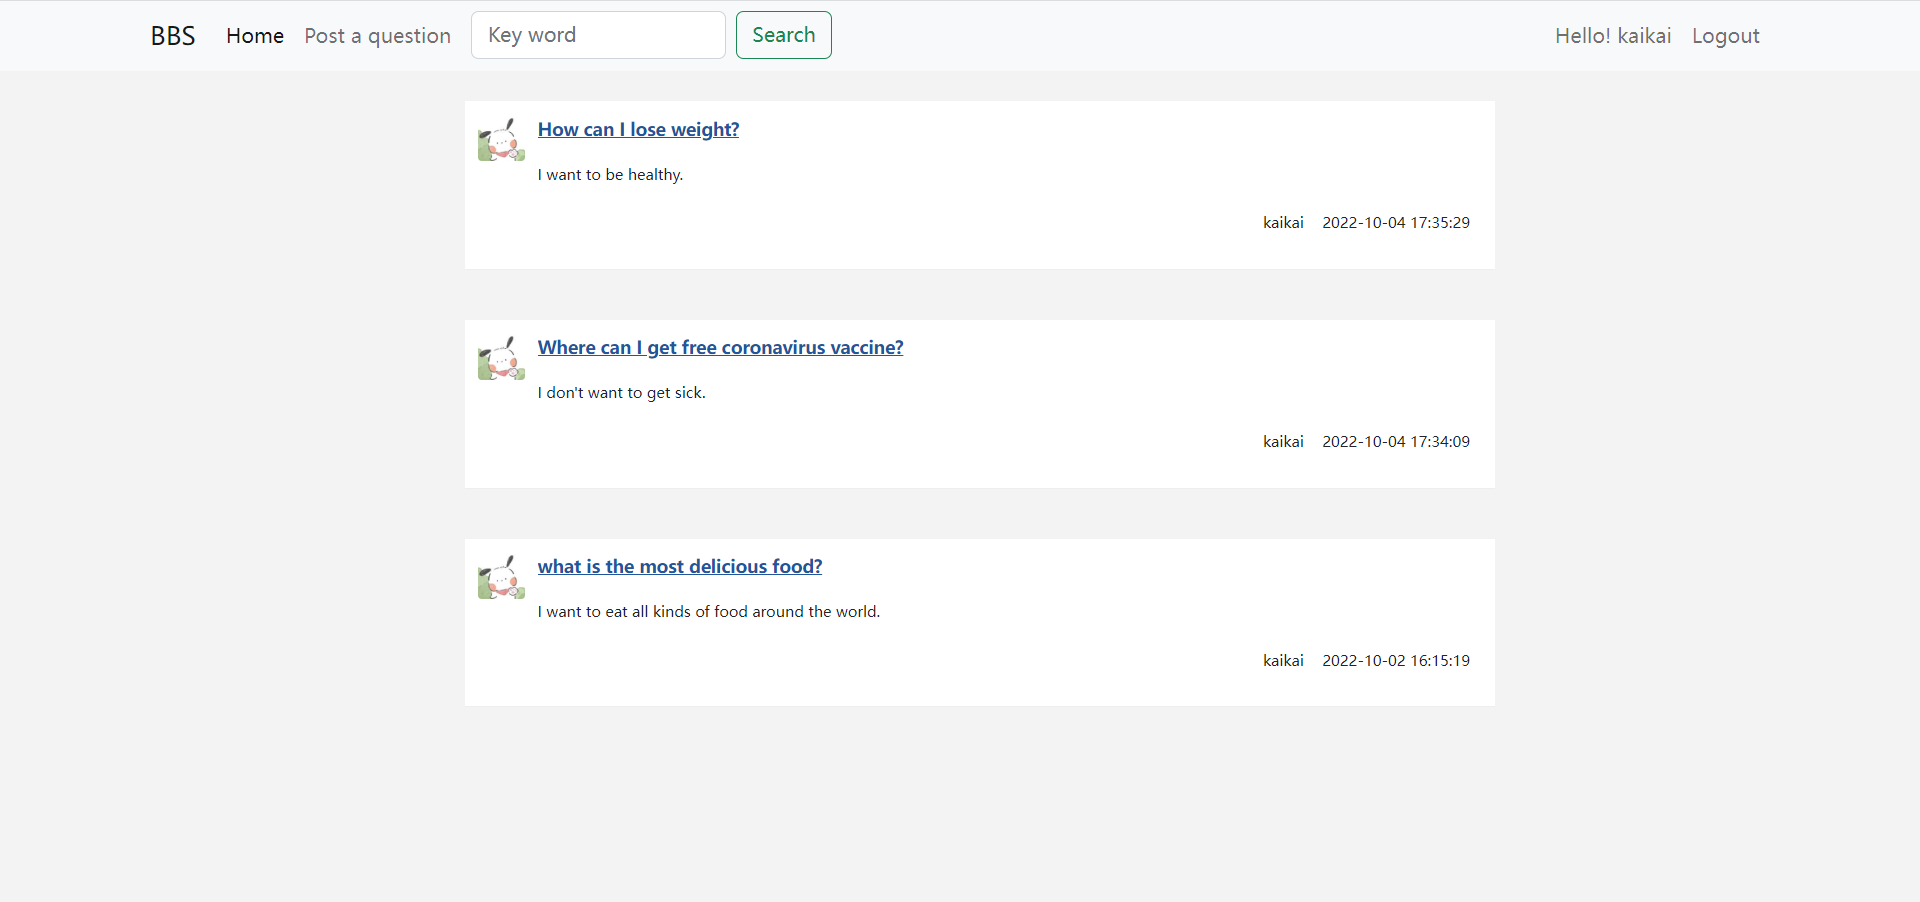 BBS Home Post a question Key word Search Hello! kaikai Logout
How can I lose weight?
I want to be healthy.
kaikai 2022-10-04 17:35:29
Where can I get free coronavirus vaccine?
I don't want to get sick.
kaikai 2022-10-04 17:34:09
what is the most delicious food?
I want to eat all kinds of food around the world.
kaikai 2022-10-02 16:15:19